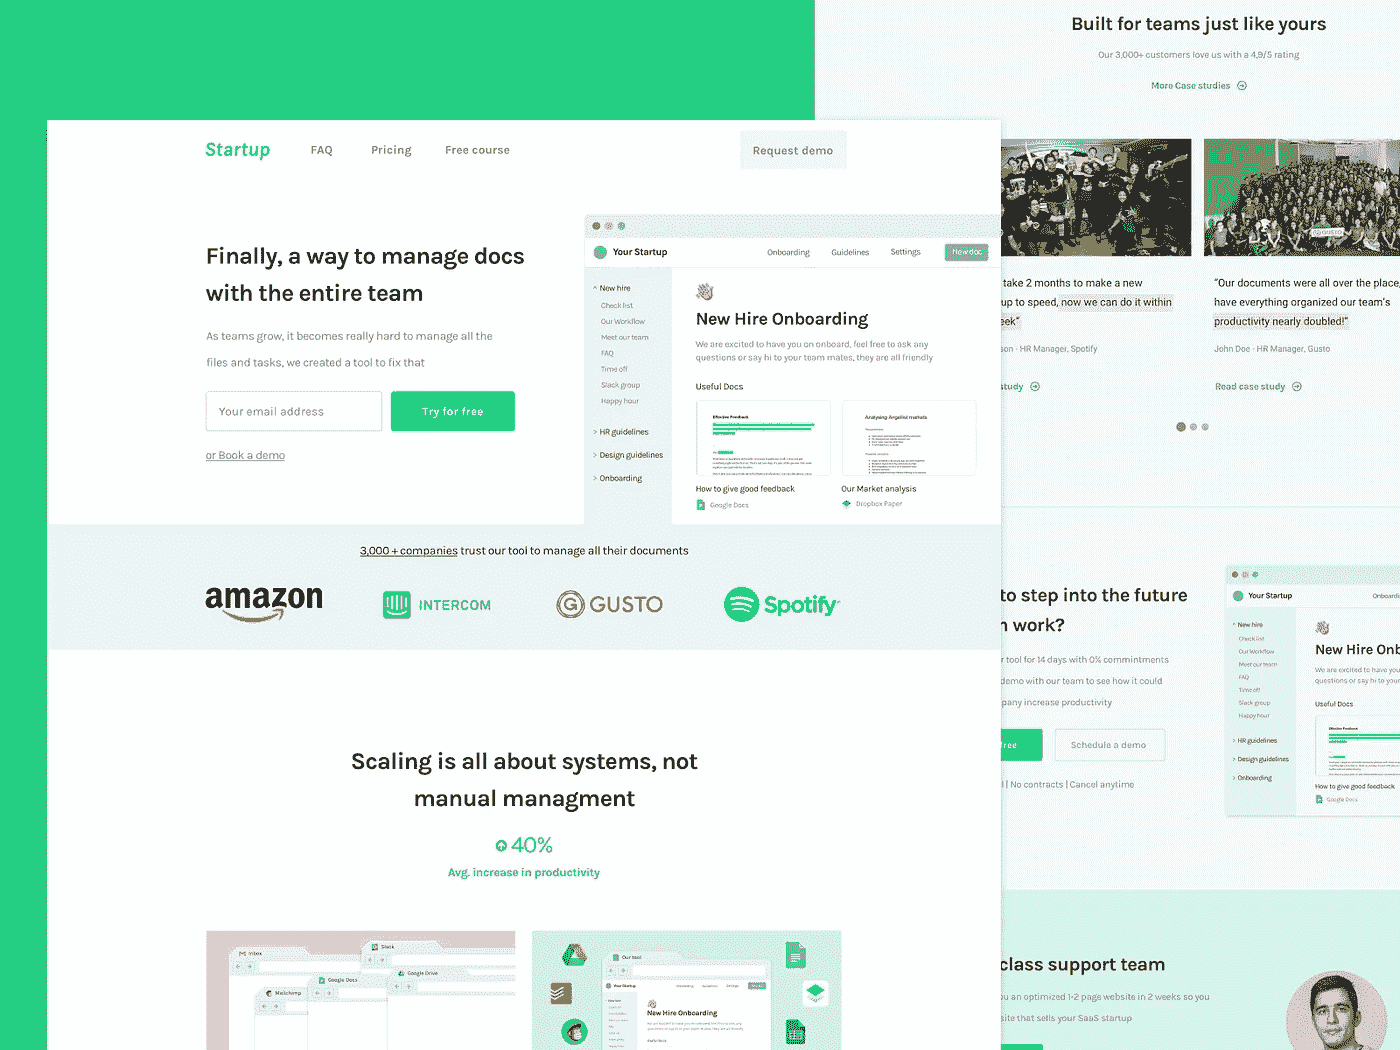 Startup
FAQ
Pricing
Free course
Request demo
Finally, a way to manage docs
with the entire team
As teams grow, it becomes really hard to manage all the
files and tasks, we created a tool to fix that
Your email address
Try for free
or Book a demo
Your Startup
Onboarding
Guidelines
Settings
New doc
New hire
Check list
Our Workflow
Meet our team
FAQ
Time off
Slack group
Happy hour
> HR guidelines
> Design guidelines
> Onboarding
New Hire Onboarding
We are excited to have you on onboard, feel free to ask any
questions or say hi to your team mates, they are all friendly
Useful Docs
Effective Feedback
Analysing Angellist markets
How to give good feedback
Google Docs
Our Market analysis
Dropbox Paper
3,000 + companies trust our tool to manage all their documents
amazon
INTERCOM
G GUSTO
Spotify
Scaling is all about systems, not
manual managment
40%
Avg. increase in productivity
Inbox
Slack
Google Docs
Google Drive
Mailchimp
Our tool
Your Startup
Onboarding
Guidelines
Settings
New Hire Onboarding
Built for teams just like yours
Our 3,000+ customers love us with a 4,9/5 rating
More Case studies
GUSTO
take 2 months to make a new
up to speed, now we can do it within
eek"
son - HR Manager, Spotify
study
"Our documents were all over the place,
have everything organized our team's
productivity nearly doubled!"
John Doe - HR Manager, Gusto
Read case study
to step into the future
n work?
r tool for 14 days with 0% commintments
demo with our team to see how it could
pany increase productivity
free
Schedule a demo
l | No contracts | Cancel anytime
Your Startup
Onboardin
New hire
Check list
Our Workflow
Meet our team
FAQ
Time off
Slack group
Happy hour
> HR guidelines
> Design guidelines
> Onboarding
New Hire Onb
We are excited to have you
questions or say hi to your
Useful Docs
Effective Feedback
How to give good feedback
Google Docs
class support team
ou an optimized 1-2 page website in 2 weeks so you
site that sells your SaaS startup